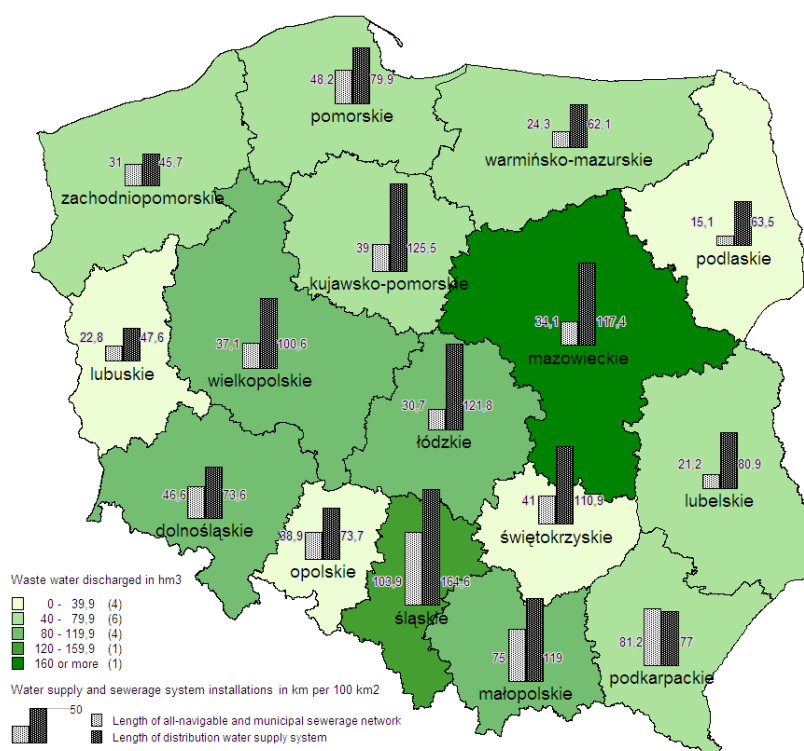 48,2 79,9
pomorskie
24,3 62,1
warmińsko-mazurskie
31 45,7
zachodniopomorskie
39 125,5
kujawsko-pomorskie
15,1 63,5
podlaskie
22,8 47,6
lubuskie
37,1 100,6
wielkopolskie
34,1 117,4
mazowieckie
30,7 121,8
łódzkie
46,6 73,6
dolnośląskie
21,2 80,9
lubelskie
41 110,9
świętokrzyskie
38,9 73,7
opolskie
103,9 164,6
śląskie
75 119
małopolskie
81,2 77
podkarpackie
Waste water discharged in hm3
0 - 39,9 (4)
40 - 79,9 (6)
80 - 119,9 (4)
120 - 159,9 (1)
160 or more (1)
Water supply and sewerage system installations in km per 100 km2
50
Length of all-navigable and municipal sewerage network
Length of distribution water supply system